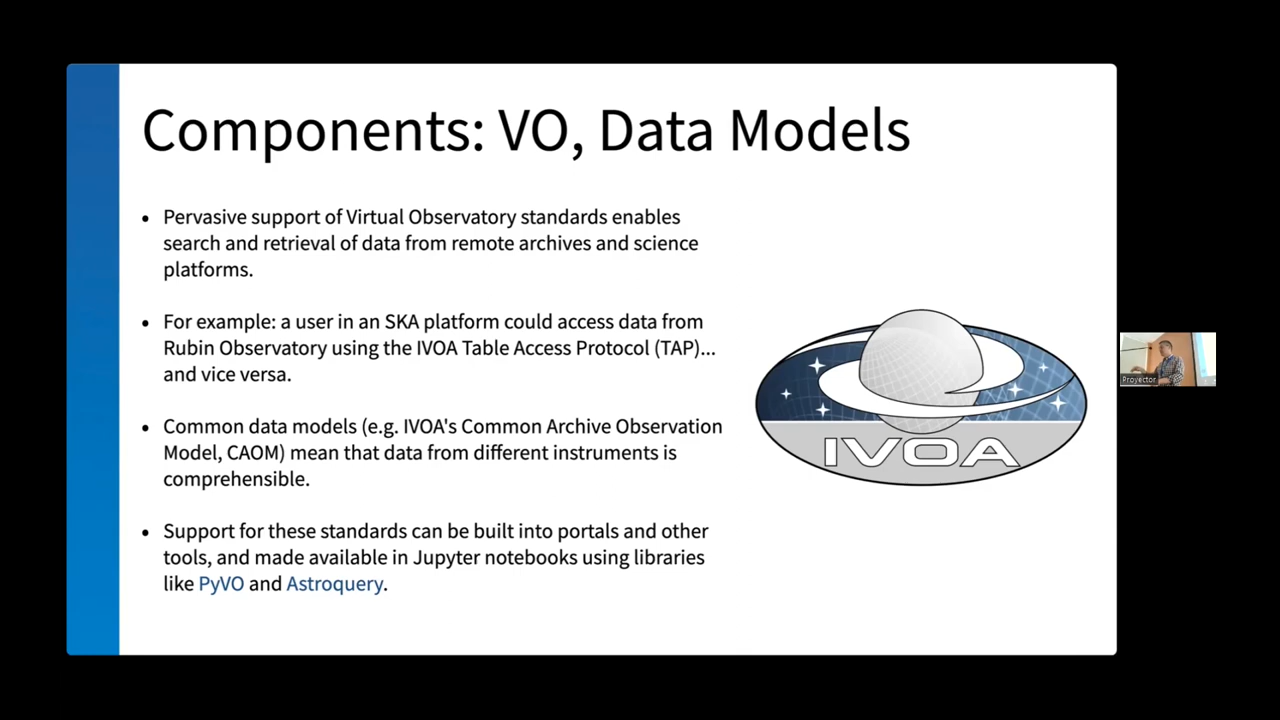 Components: VO, Data Models
• Pervasive support of Virtual Observatory standards enables
search and retrieval of data from remote archives and science
platforms.
• For example: a user in an SKA platform could access data from
Rubin Observatory using the IVOA Table Access Protocol (TAP)...
and vice versa.
• Common data models (e.g. IVOA's Common Archive Observation
Model, CAOM) mean that data from different instruments is
comprehensible.
• Support for these standards can be built into portals and other
tools, and made available in Jupyter notebooks using libraries
like PyVO and Astroquery.
IVOA
Proyector